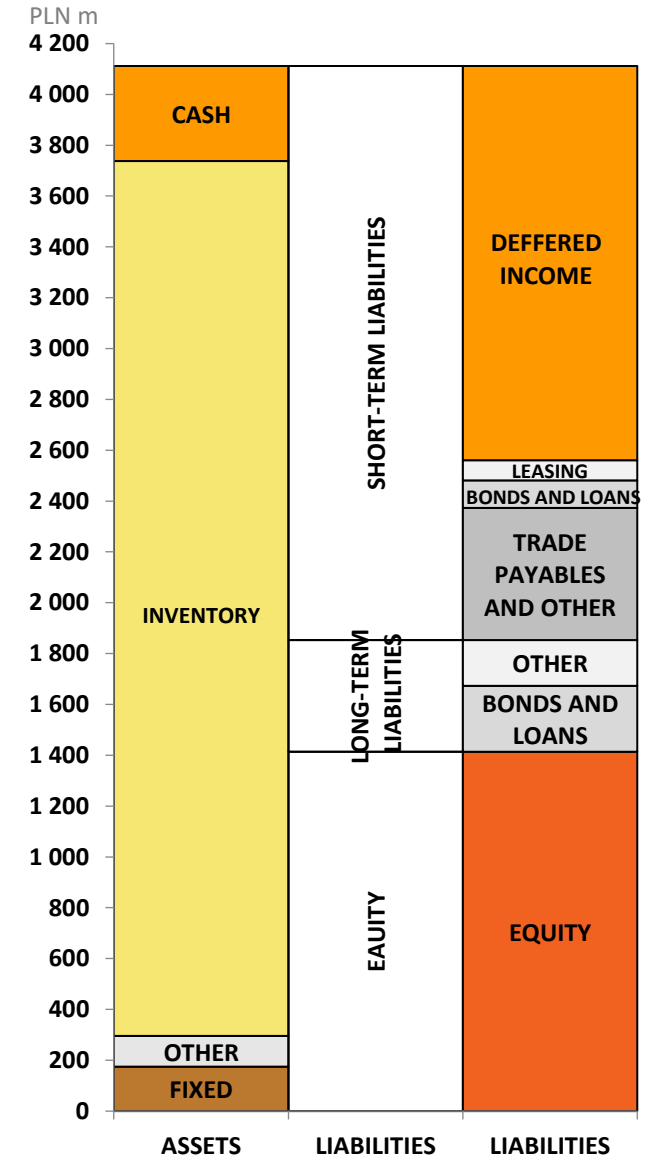 PLN m
4 200
4 000
3 800
3 600
3 400
3 200
3 000
2 800
2 600
2 400
2 200
2 000
1 800
1 600
1 400
1 200
1 000
800
600
400
200
0
CASH
INVENTORY
OTHER
FIXED
SHORT-TERM LIABILITIES
LONG-TERM
LIABILITIES
EAUITY
DEFFERED
INCOME
LEASING
BONDS AND LOANS
TRADE
PAYABLES
AND OTHER
OTHER
BONDS AND
LOANS
EQUITY
ASSETS
LIABILITIES
LIABILITIES